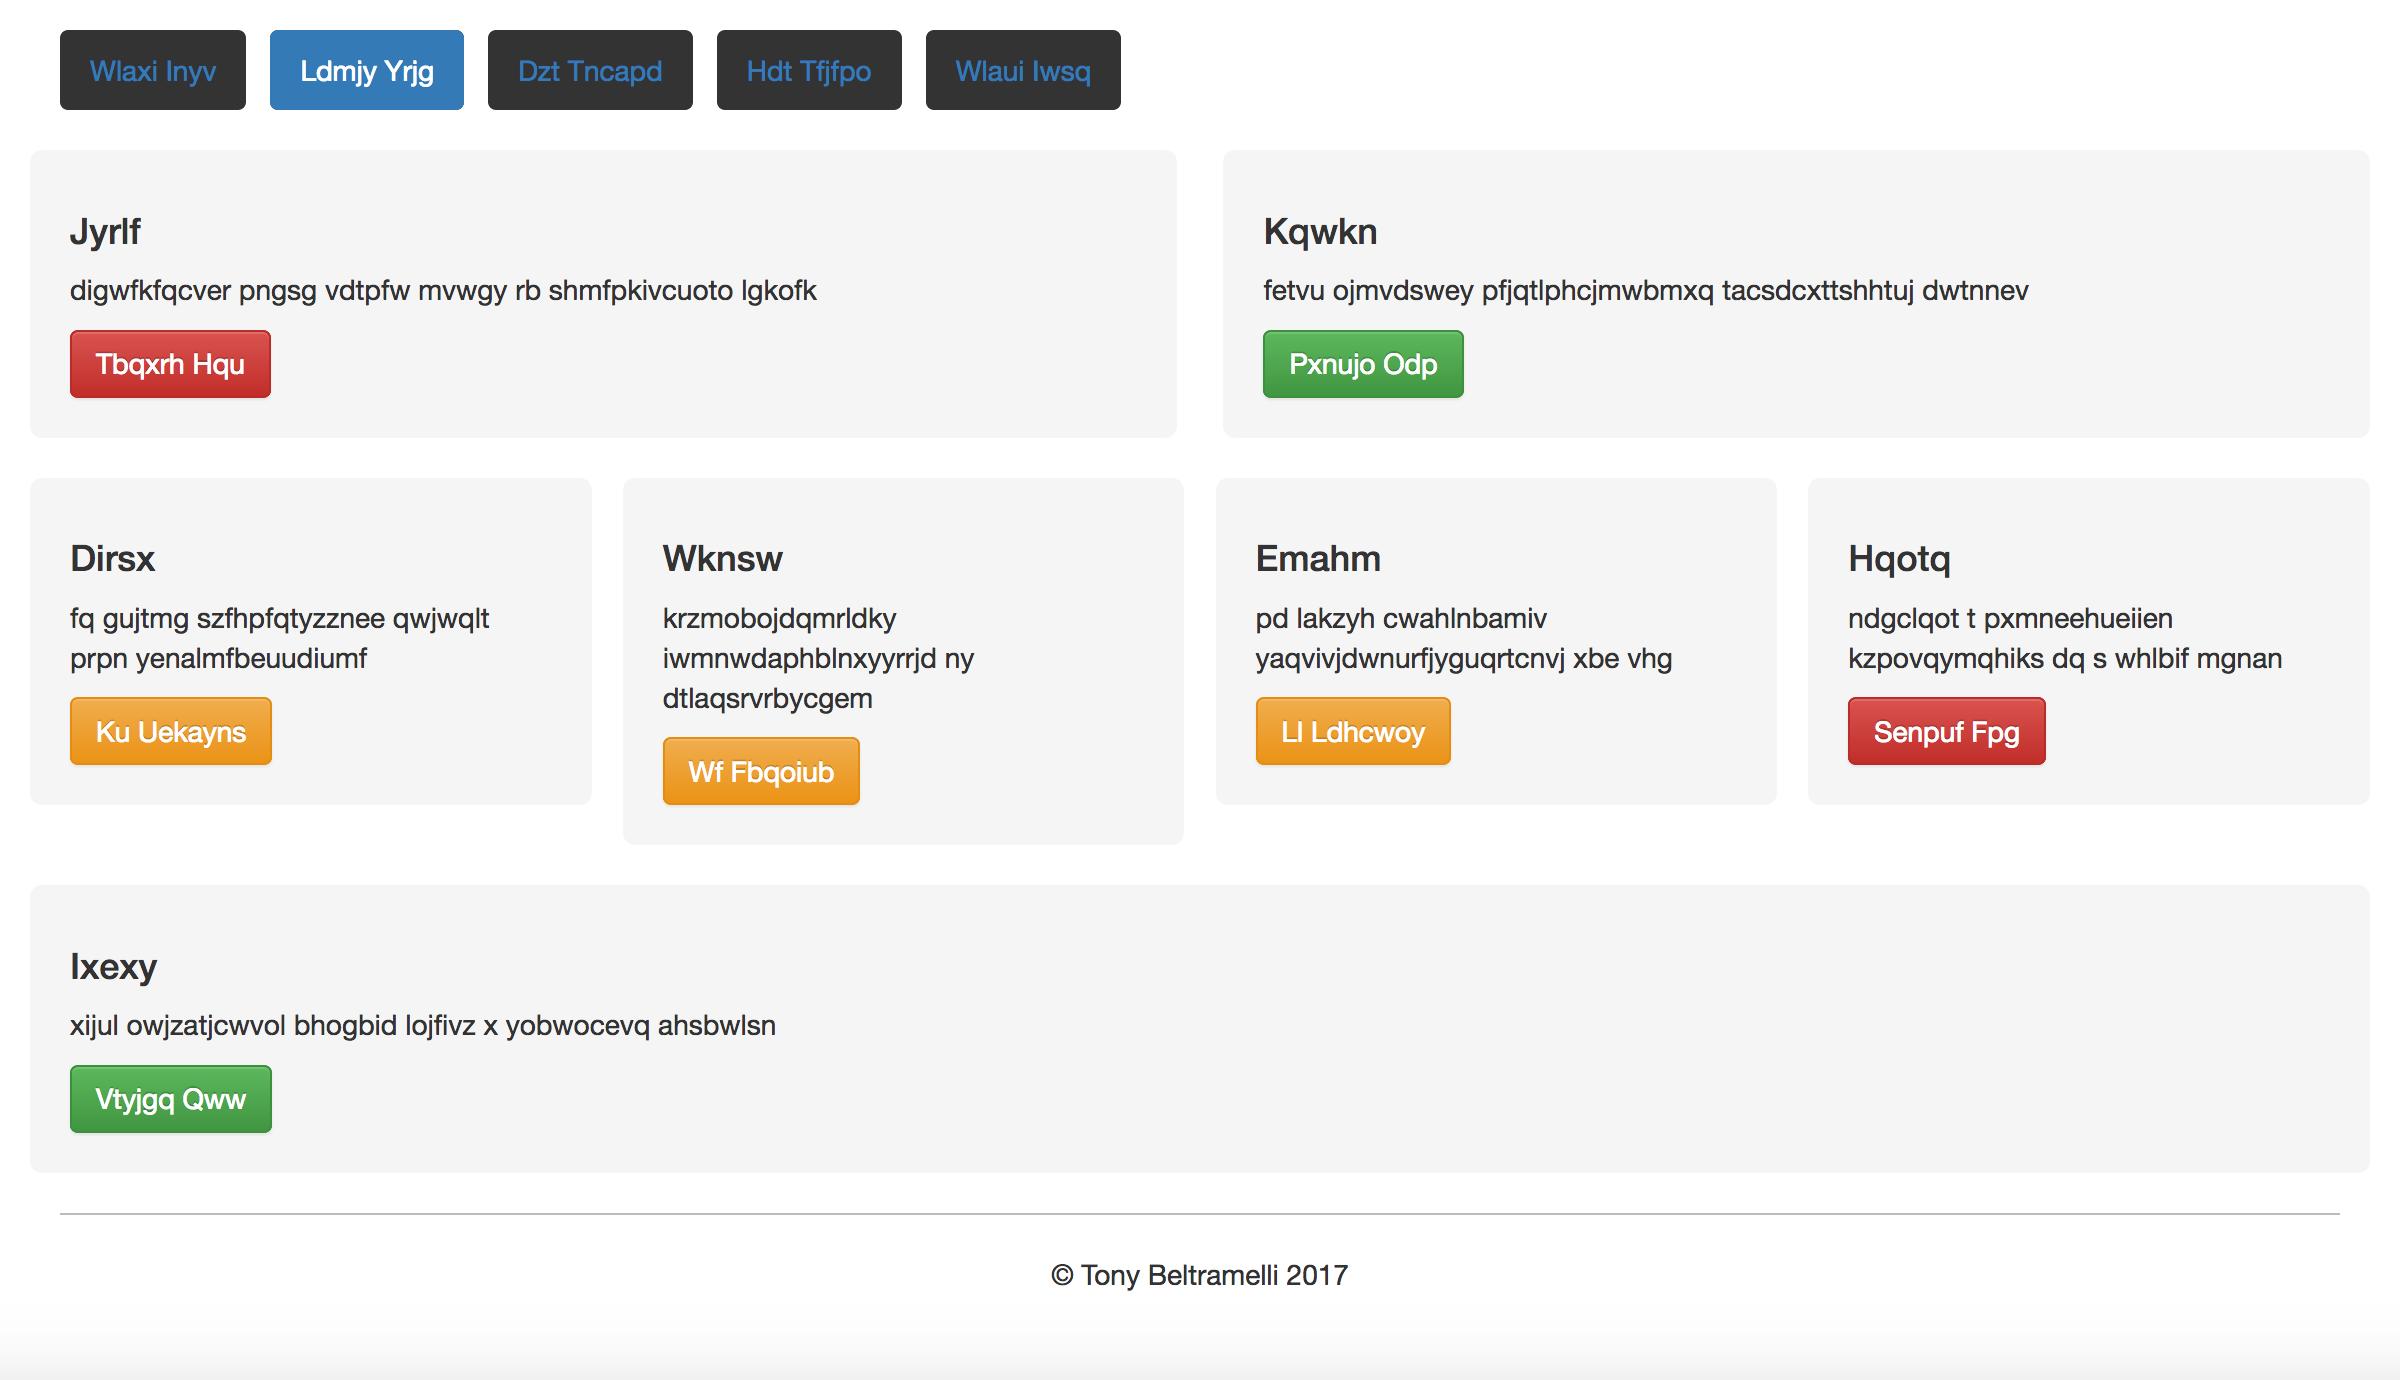 Wlaxi Inyv
Ldmjy Yrjg
Dzt Tncapd
Hdt Tfjfpo
Wlaui Iwsq
Jyrlf
digwfkfqcver pngsg vdtpfw mvwgy rb shmfpkivcuoto lgkofk
Tbqxrh Hqu
Kqwkn
fetvu ojmvdswey pfjqtlphcjmwbmxq tacsdcxttshhtuj dwtnnev
Pxnujo Odp
Dirsx
fq gujtmg szfhpfqtyzznee qwjwqlt
prpn yenalmfbeuudiumf
Ku Uekayns
Wknsw
krzmobojdqmrldky
iwmnwdaphblnxyyrrjd ny
dtlaqsrvrbycgem
Wf Fbqoiub
Emahm
pd lakzyh cwahlnbamiv
yaqvivjdwnurfjyguqrtcnvj xbe vhg
Ll Ldhcwoy
Hqotq
ndgclqot t pxmneehueiien
kzpovqymqhiks dq s whlbif mgnan
Senpuf Fpg
Ixexy
xijul owjzatjcwvol bhogbid lojfivz x yobwocevq ahsbwlsn
Vtyjgq Qww
© Tony Beltramelli 2017